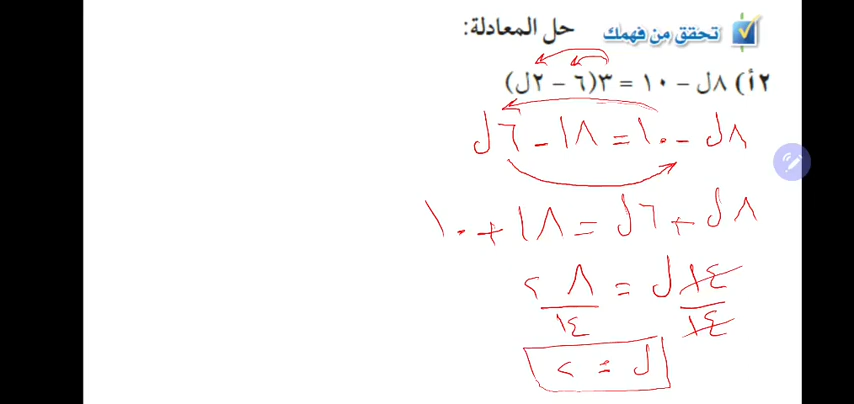 تحقق من فهمك حل المعادلة:
٢أ) ٨ل − ١٠ = ٣(٦ − ٢ل)
٨ل − ١٠ = ١٨ − ٦ل
٨ل + ٦ل = ١٨ + ١٠
١٤ل/١٤ = ٢٨/١٤
ل = ٢